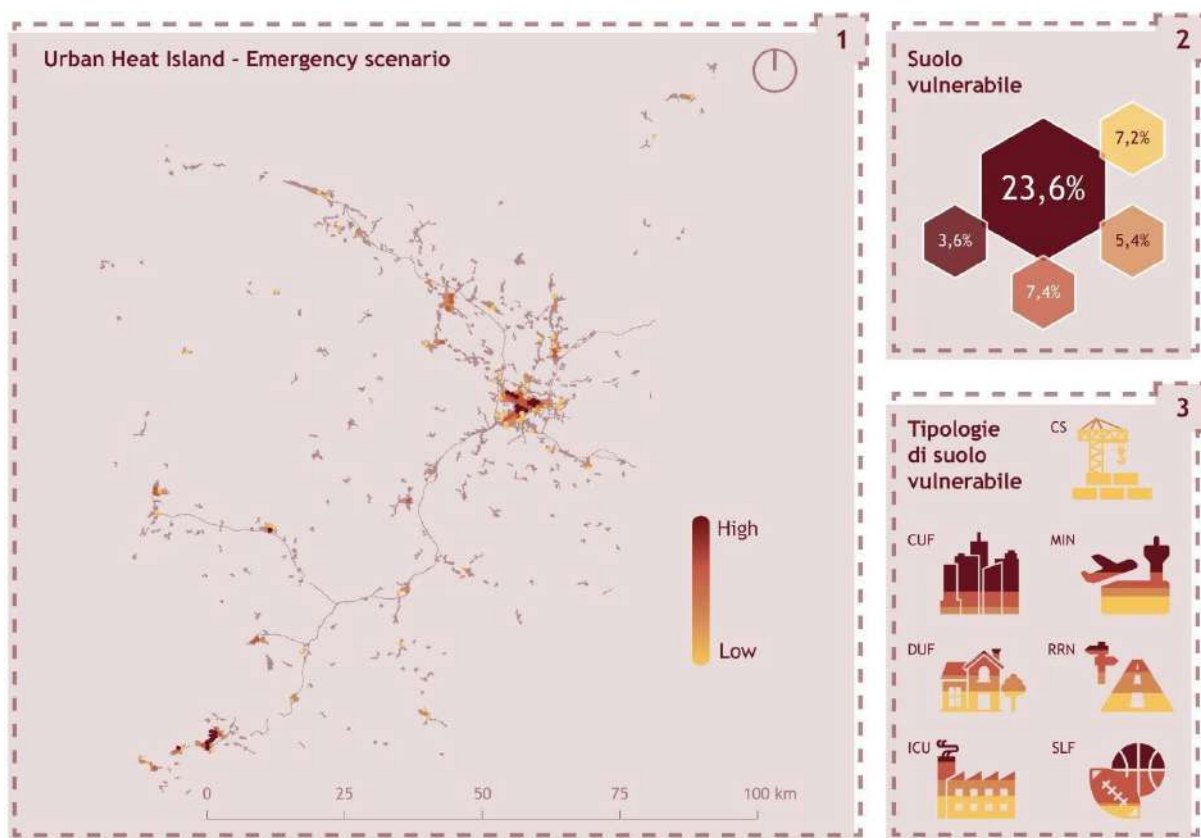 1
Urban Heat Island - Emergency scenario
High
Low
0 25 50 75 100 km
2
Suolo
vulnerabile
7,2%
23,6%
3,6%
5,4%
7,4%
3
Tipologie
di suolo
vulnerabile
CS
CUF
MIN
DUF
RRN
ICU
SLF